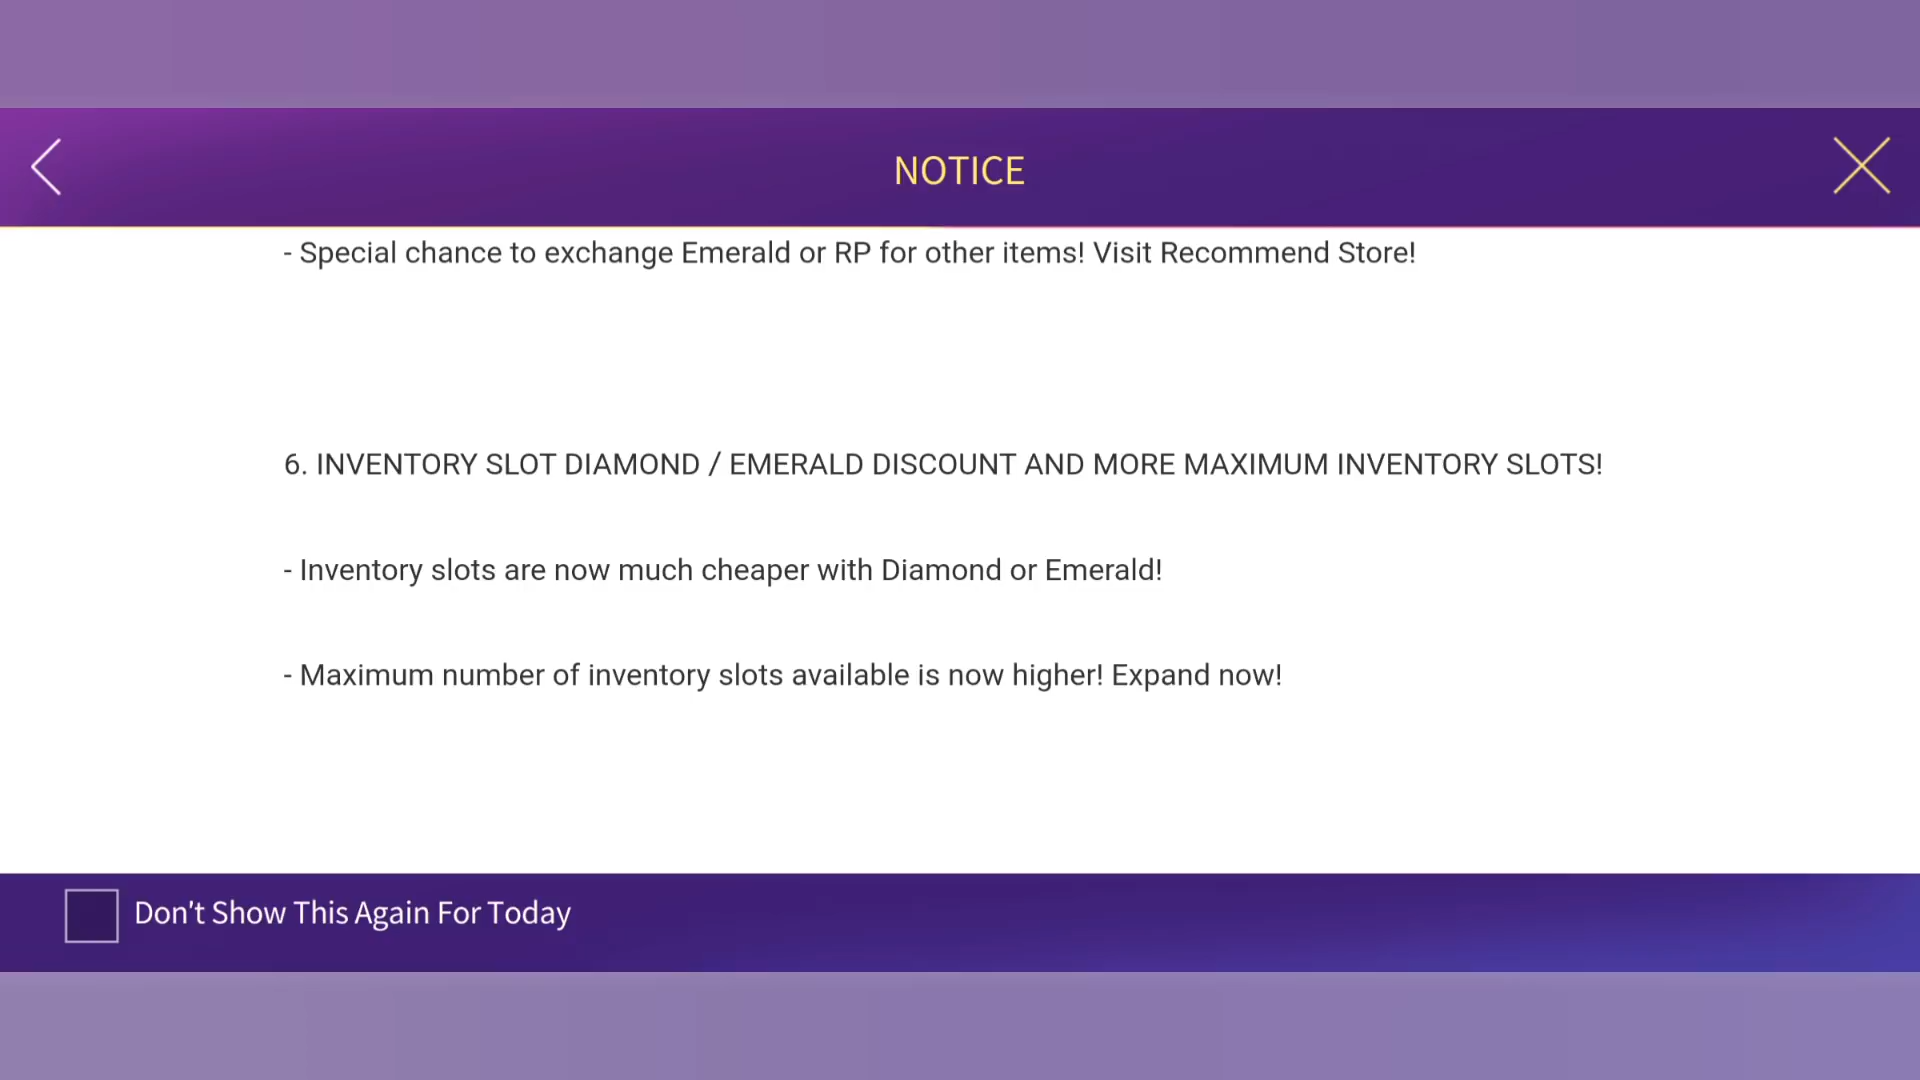 NOTICE
- Special chance to exchange Emerald or RP for other items! Visit Recommend Store!
6. INVENTORY SLOT DIAMOND / EMERALD DISCOUNT AND MORE MAXIMUM INVENTORY SLOTS!
- Inventory slots are now much cheaper with Diamond or Emerald!
- Maximum number of inventory slots available is now higher! Expand now!
Don't Show This Again For Today